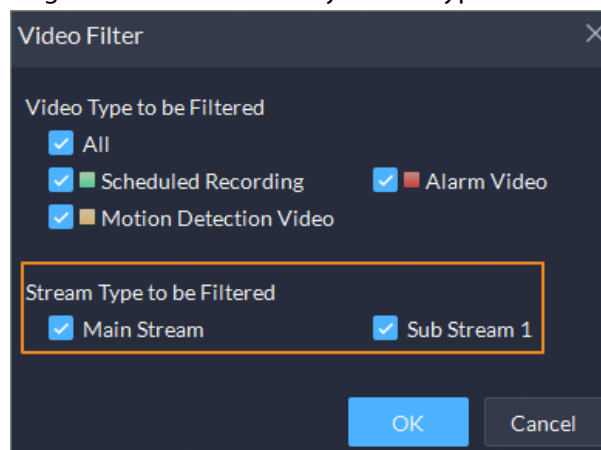 Video Filter
Video Type to be Filtered
All
Scheduled Recording Alarm Video
Motion Detection Video
Stream Type to be Filtered
Main Stream Sub Stream 1
OK Cancel